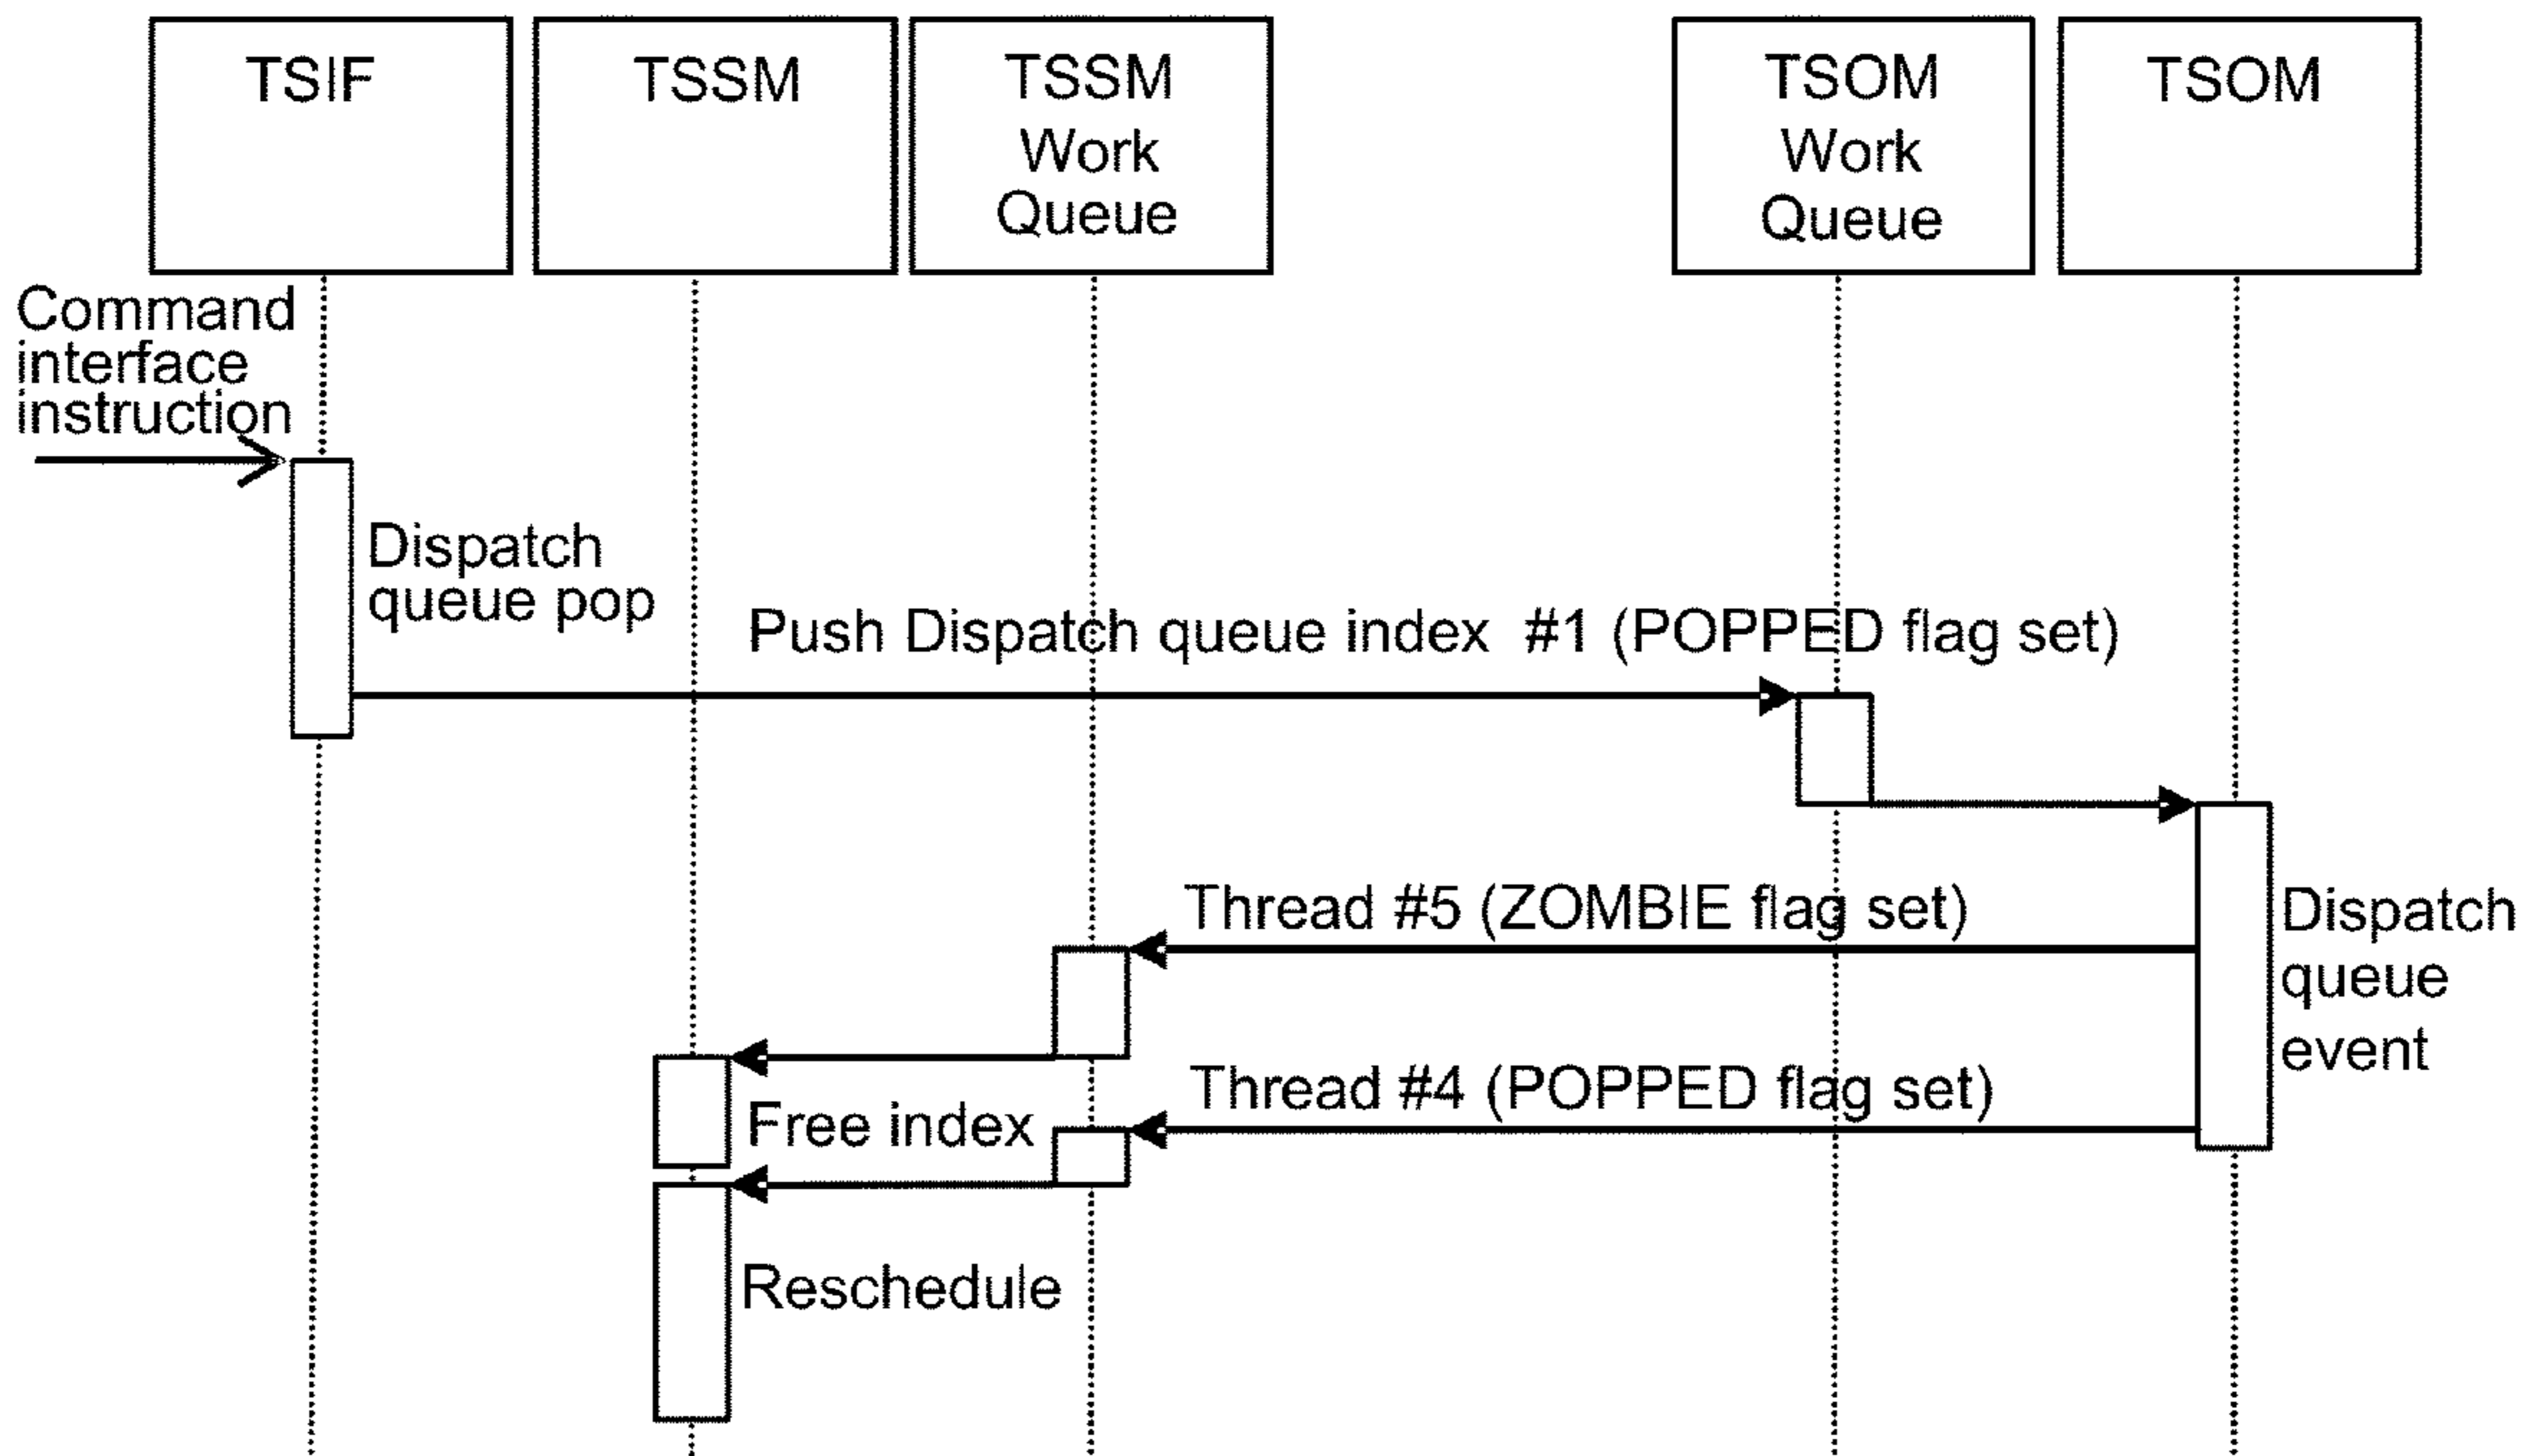 TSIF
TSSM
TSSM
Work
Queue
TSOM
Work
Queue
TSOM
Command
interface
instruction
Dispatch
queue pop
Push Dispatch queue index #1 (POPPED flag set)
Thread #5 (ZOMBIE flag set)
Dispatch
queue
event
Thread #4 (POPPED flag set)
Free index
Reschedule